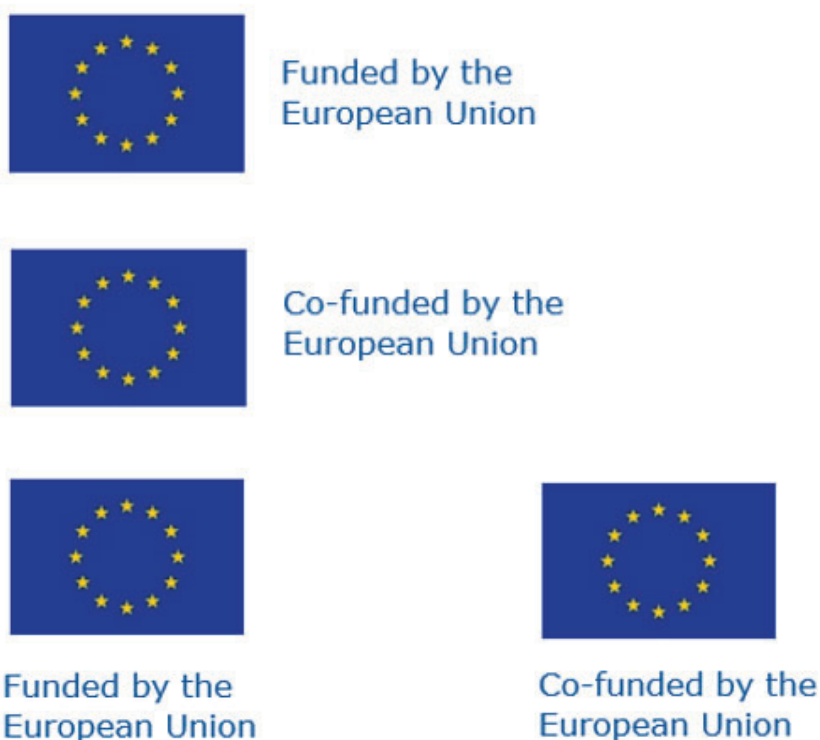 Funded by the
European Union
Co-funded by the
European Union
Funded by the
European Union
Co-funded by the
European Union